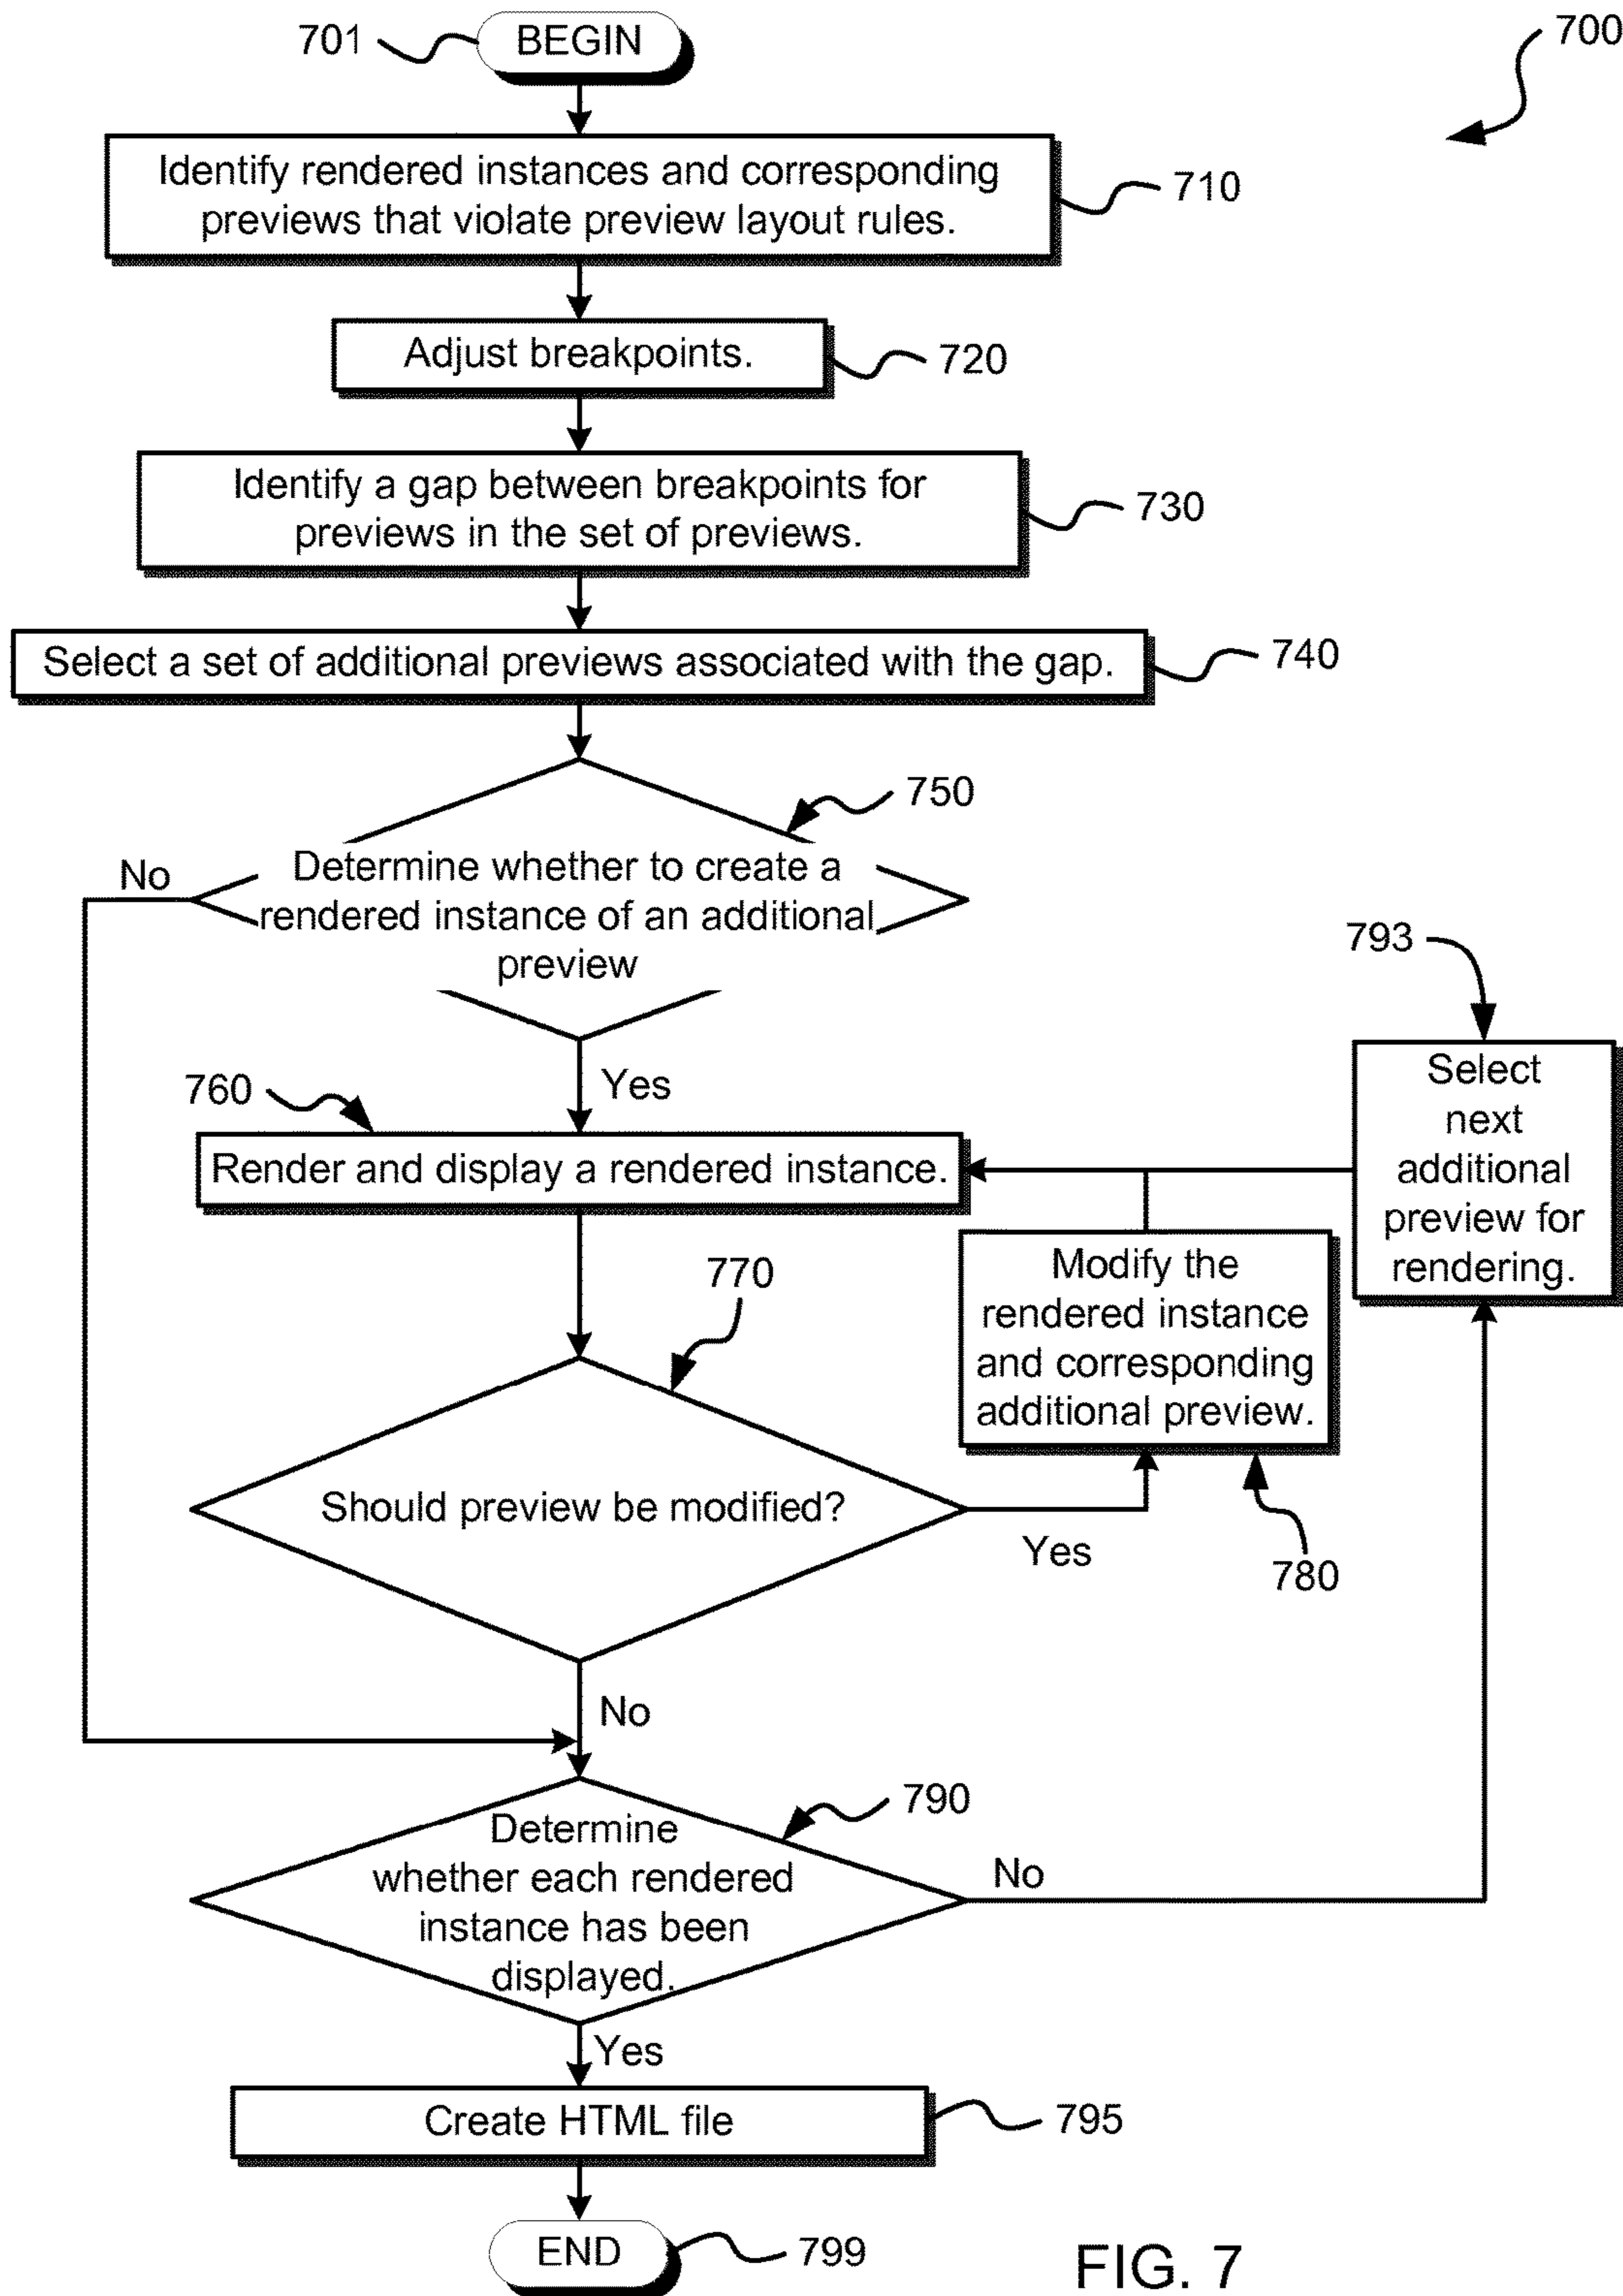 701
BEGIN
700
Identify rendered instances and corresponding
previews that violate preview layout rules.
710
Adjust breakpoints.
720
Identify a gap between breakpoints for
previews in the set of previews.
730
Select a set of additional previews associated with the gap.
740
750
No
Determine whether to create a
rendered instance of an additional
preview
793
Yes
760
Render and display a rendered instance.
Select
next
additional
preview for
rendering.
770
Modify the
rendered instance
and corresponding
additional preview.
Should preview be modified?
Yes
780
No
790
Determine
whether each rendered
instance has been
displayed.
No
Yes
Create HTML file
795
END
799
FIG. 7